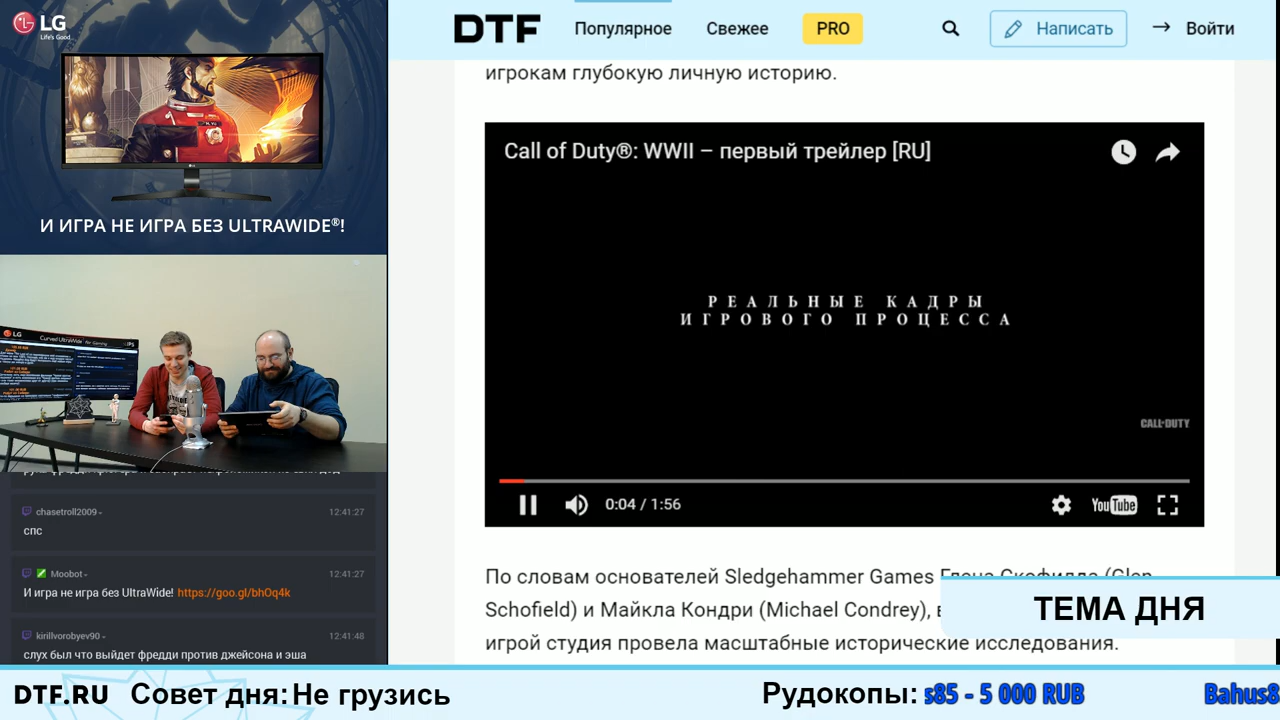 LG
Life's Good
И ИГРА НЕ ИГРА БЕЗ ULTRAWIDE®!
DTF
Популярное
Свежее
PRO
Написать
Войти
игрокам глубокую личную историю.
Call of Duty®: WWII – первый трейлер [RU]
РЕАЛЬНЫЕ КАДРЫ
ИГРОВОГО ПРОЦЕССА
CALL·DUTY
0:04 / 1:56
YouTube
По словам основателей Sledgehammer Games
Schofield) и Майкла Кондри (Michael Condrey),
игрой студия провела масштабные исторические исследования.
ТЕМА ДНЯ
LG
Curved UltraWide
IPS
chasetroll2009
12:41:27
спс
Moobot
12:41:27
И игра не игра без UltraWide! https://goo.gl/bhOq4k
kirillvorobyev90
12:41:48
слух был что выйдет фредди против джейсона и эша
DTF.RU Совет дня: Не грузись
Рудокопы: s85 - 5 000 RUB
Bahus8